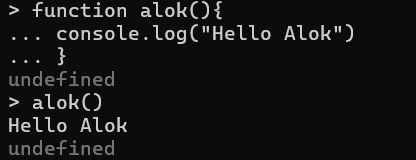 > function alok(){
... console.log("Hello Alok")
... }
undefined
> alok()
Hello Alok
undefined